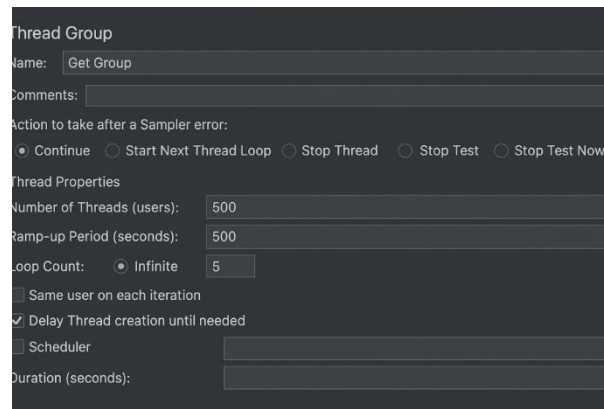 Thread Group
Name: Get Group
Comments:
Action to take after a Sampler error:
Continue Start Next Thread Loop Stop Thread Stop Test Stop Test Now
Thread Properties
Number of Threads (users): 500
Ramp-up Period (seconds): 500
Loop Count: Infinite 5
Same user on each iteration
Delay Thread creation until needed
Scheduler
Duration (seconds):